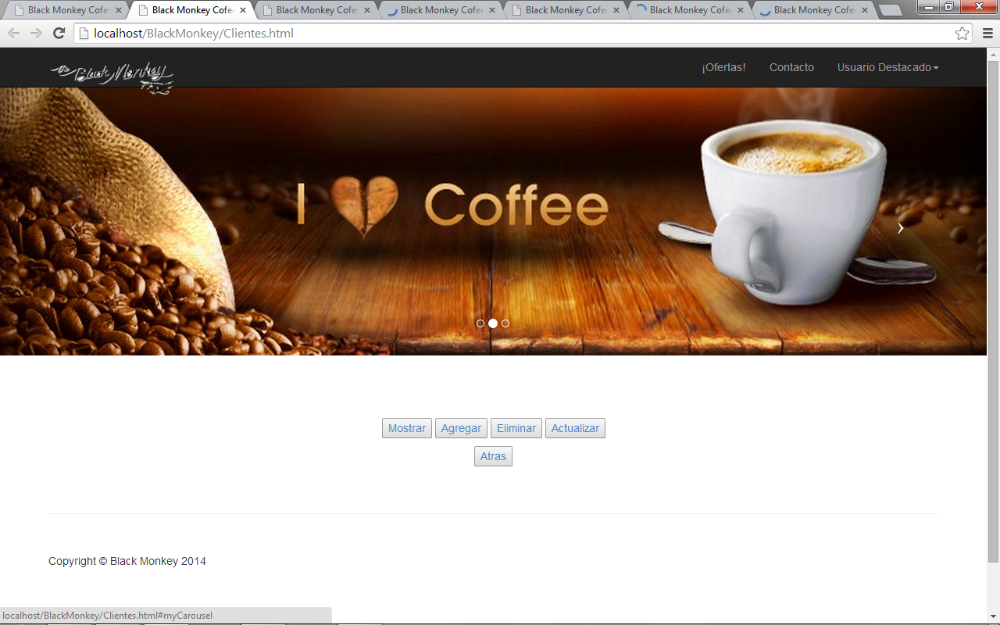 Black Monkey Cofe
Black Monkey Cofe
Black Monkey Cofe
Black Monkey Cofe
Black Monkey Cofe
Black Monkey Cofe
Black Monkey Cofe
localhost/BlackMonkey/Clientes.html
the Black Monkey
¡Ofertas! Contacto Usuario Destacado
I Coffee
Mostrar Agregar Eliminar Actualizar
Atras
Copyright © Black Monkey 2014
localhost/BlackMonkey/Clientes.html#myCarousel